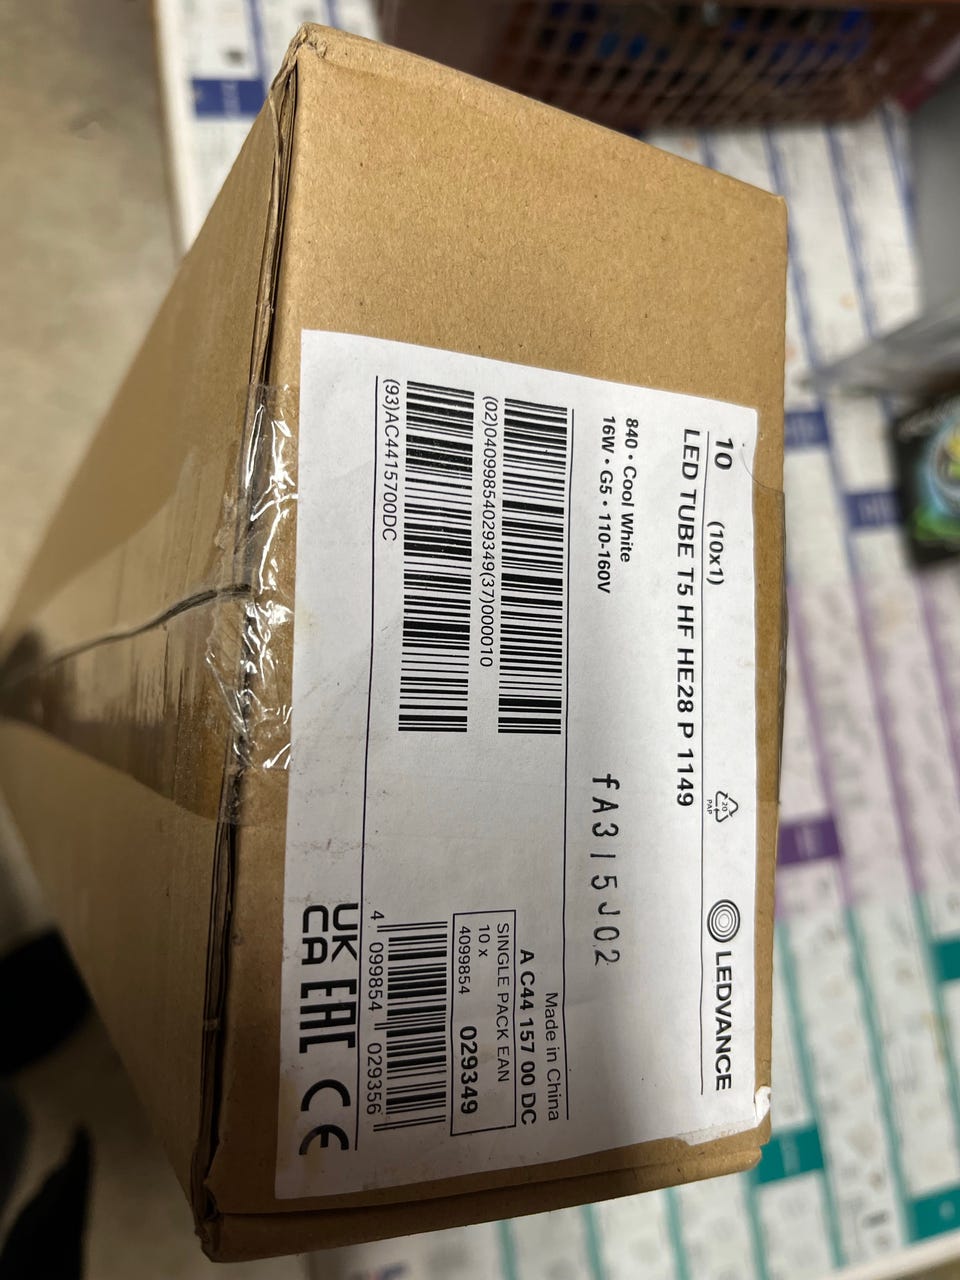 10 (10x1)
20
PAP
LEDVANCE
LED TUBE T5 HF HE28 P 1149
840 • Cool White
16W • G5 • 110-160V
fA315J02
(02)04099854029349(37)000010
(93)AC4415700DC
Made in China
A C44 157 00 DC
SINGLE PACK EAN
10 x
4099854 029349
4 099854 029356
UK
CA
EAC
CE